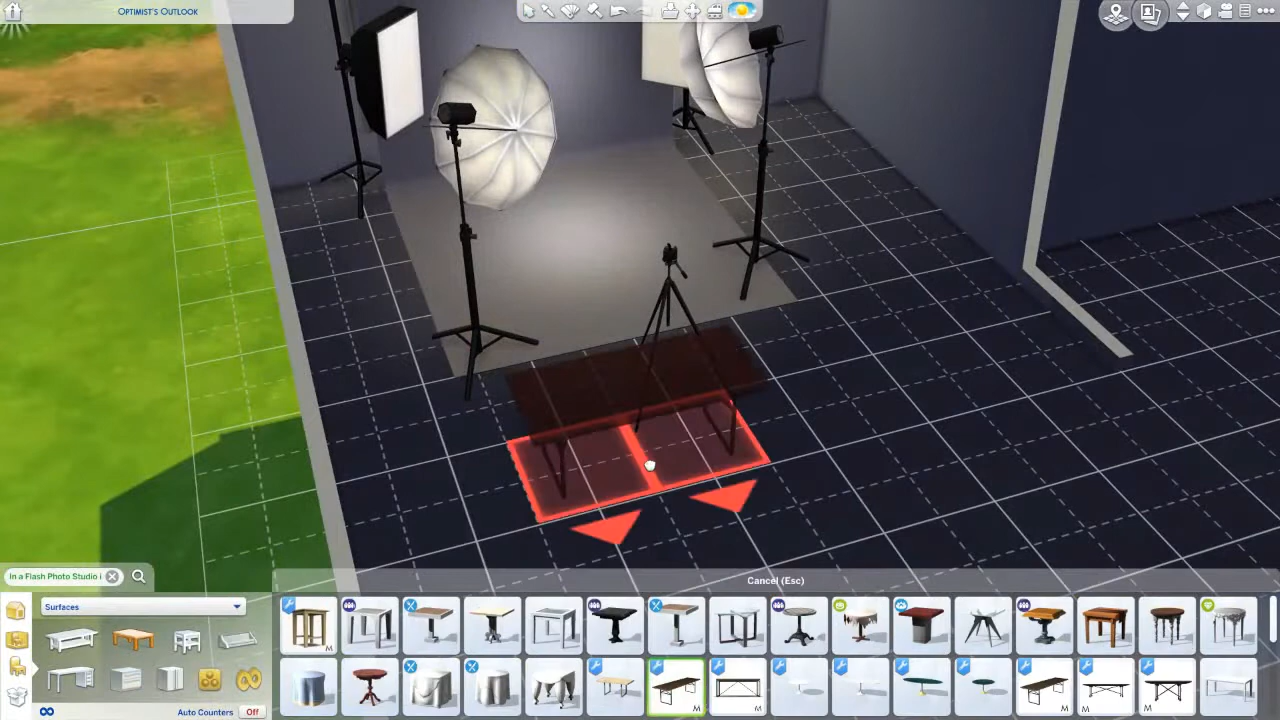 OPTIMIST'S OUTLOOK
Cancel (Esc)
In a Flash Photo Studio i
Surfaces
M
M
M
M
M
M
Auto Counters
Off